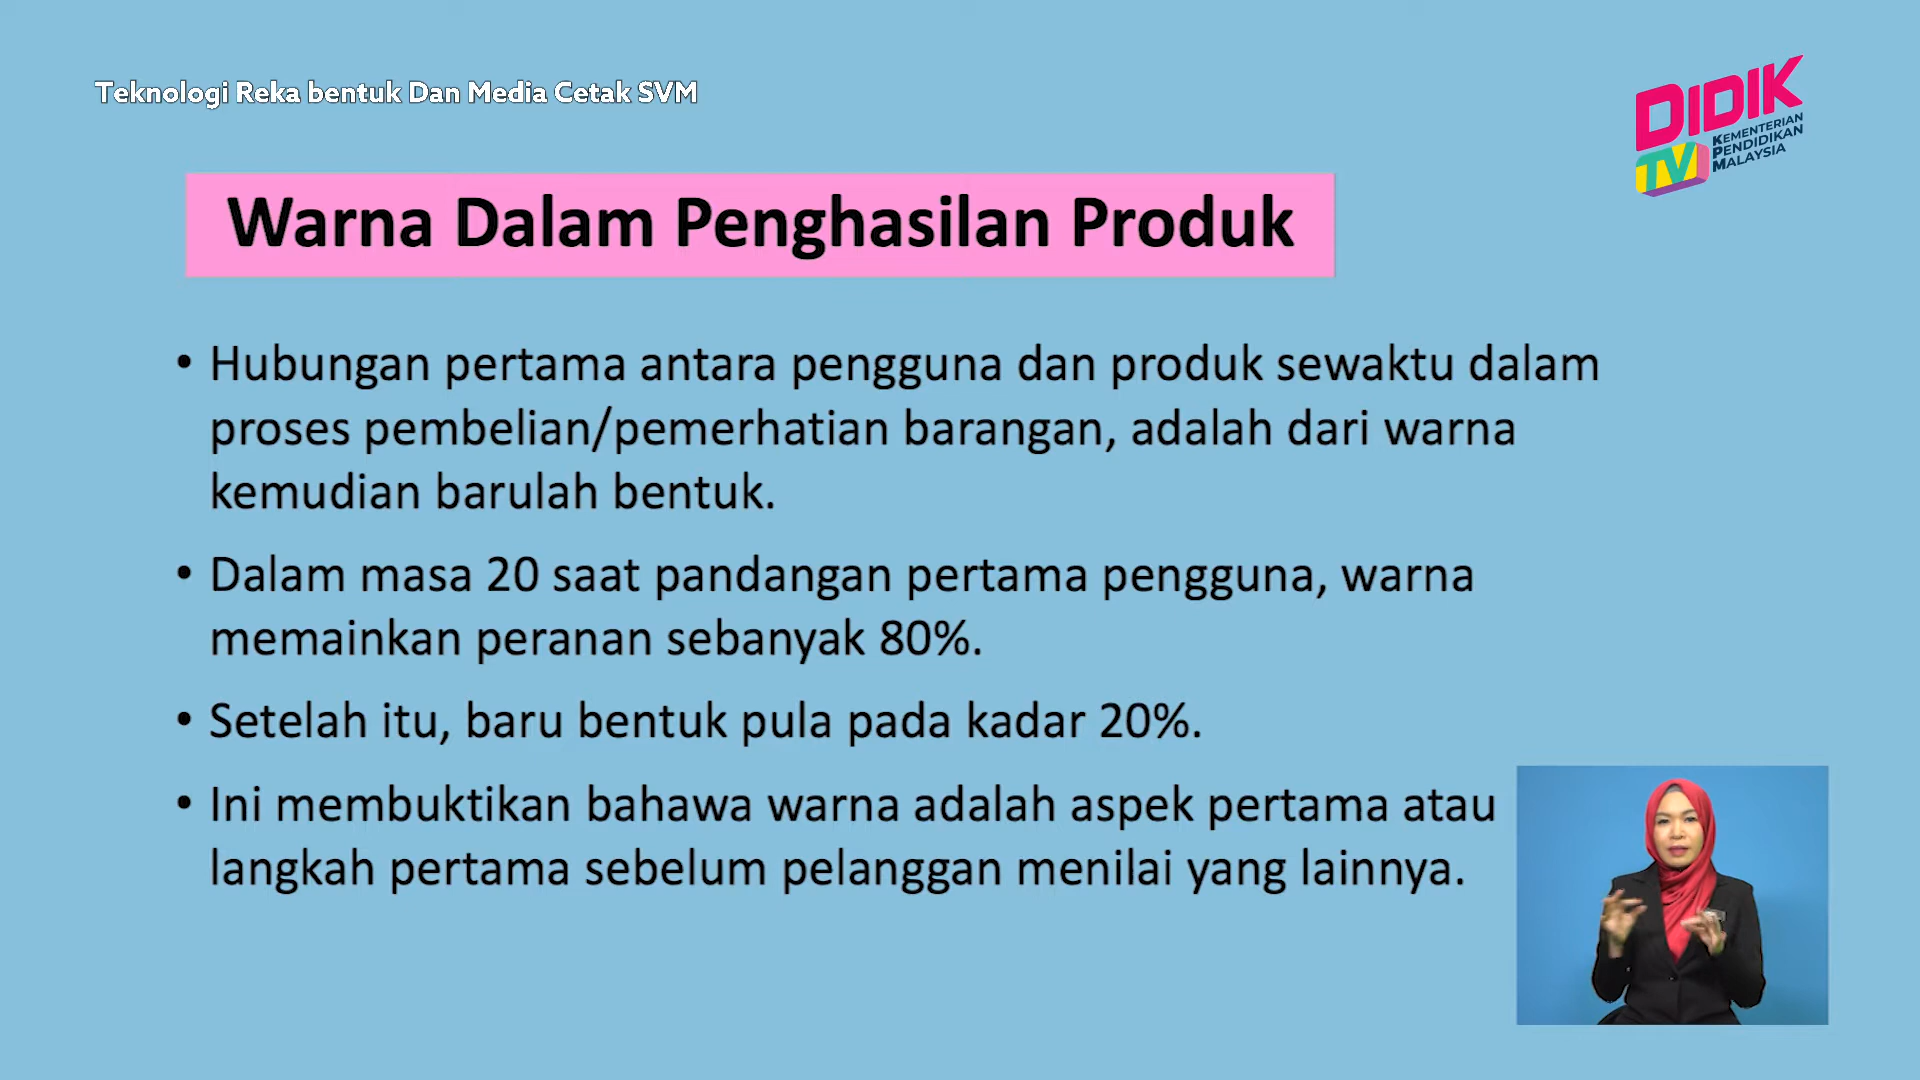 Teknologi Reka bentuk Dan Media Cetak SVM
DIDIK
TV
KEMENTERIAN
PENDIDIKAN
MALAYSIA
Warna Dalam Penghasilan Produk
• Hubungan pertama antara pengguna dan produk sewaktu dalam
proses pembelian/pemerhatian barangan, adalah dari warna
kemudian barulah bentuk.
• Dalam masa 20 saat pandangan pertama pengguna, warna
memainkan peranan sebanyak 80%.
• Setelah itu, baru bentuk pula pada kadar 20%.
• Ini membuktikan bahawa warna adalah aspek pertama atau
langkah pertama sebelum pelanggan menilai yang lainnya.